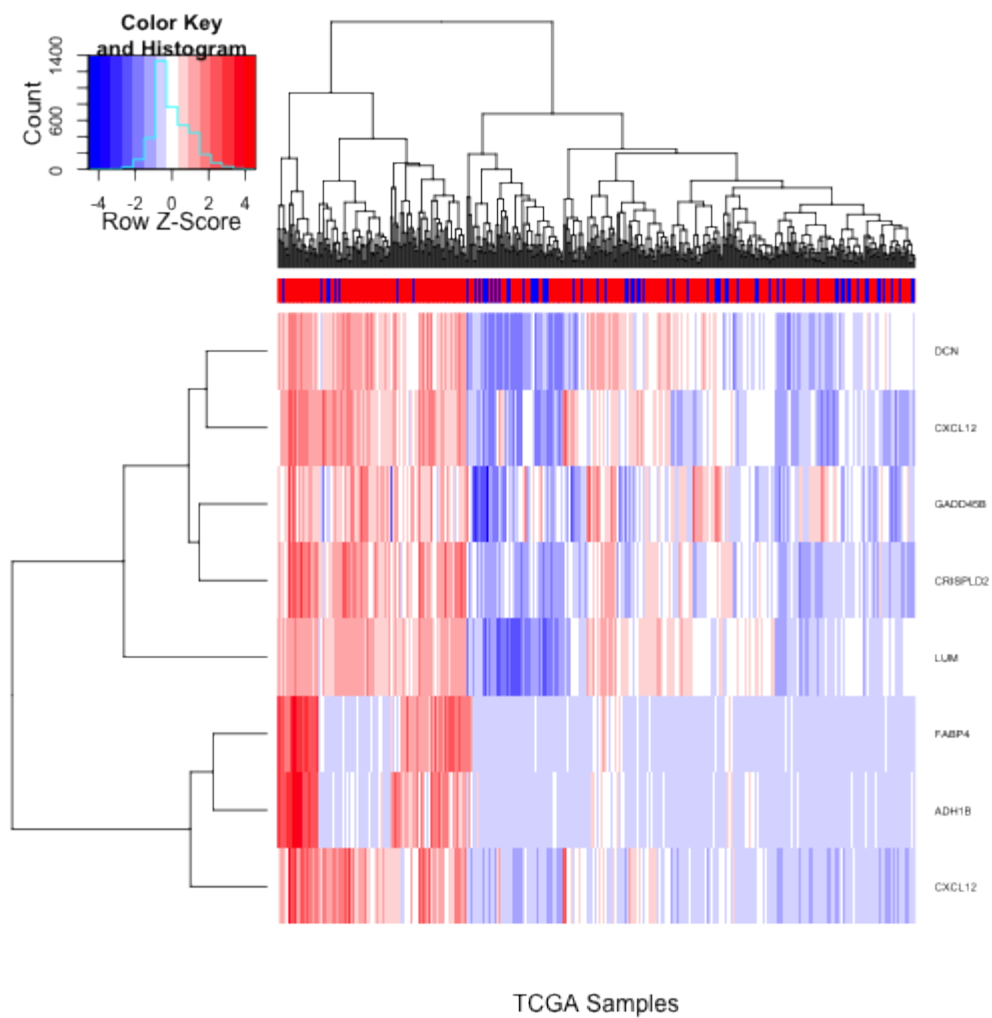 Color Key
and Histogram
Count
0 600 1400
-4 -2 0 2 4
Row Z-Score
DCN
CXCL12
GADD45B
CRISPLD2
LUM
FABP4
ADH1B
CXCL12
TCGA Samples